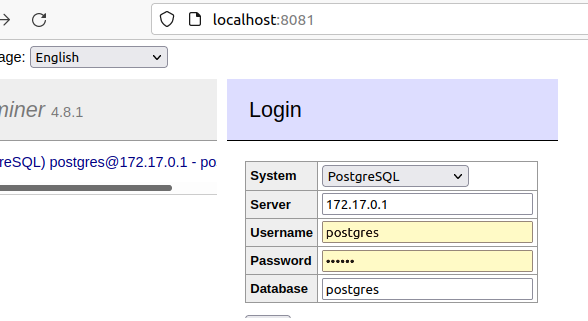 localhost:8081
age: English
miner 4.8.1
Login
reSQL) postgres@172.17.0.1 - po
System PostgreSQL
Server 172.17.0.1
Username postgres
Password ••••••
Database postgres